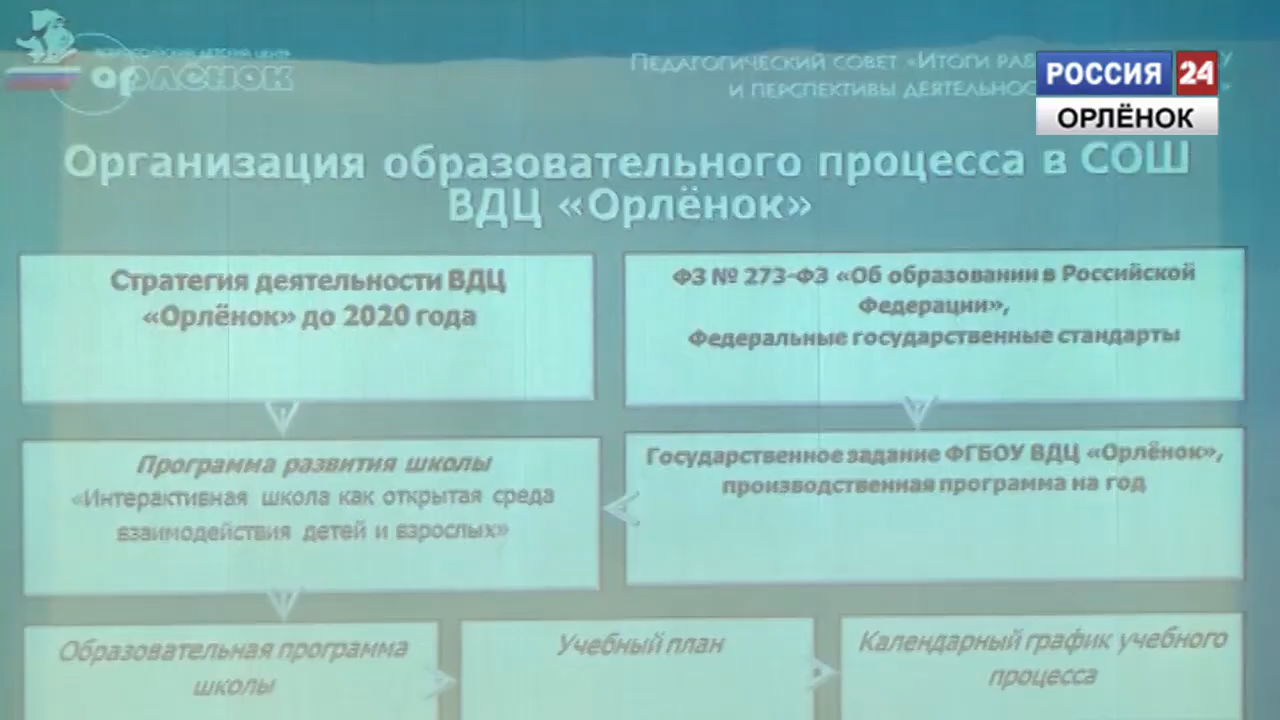 ВСЕРОССИЙСКИЙ ДЕТСКИЙ ЦЕНТР
орлёнок
Педагогический совет «Итоги
и перспективы
РОССИЯ 24
ОРЛЁНОК
Организация образовательного процесса в СОШ
ВДЦ «Орлёнок»
Стратегия деятельности ВДЦ
«Орлёнок» до 2020 года
ФЗ № 273-ФЗ «Об образовании в Российской
Федерации»,
Федеральные государственные стандарты
Программа развития школы
«Интерактивная школа как открытая среда
взаимодействия детей и взрослых»
Государственное задание ФГБОУ ВДЦ «Орлёнок»,
производственная программа на год
Образовательная программа
школы
Учебный план
Календарный график учебного
процесса